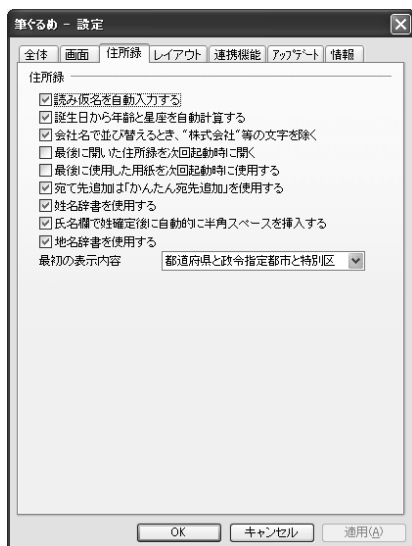 筆ぐるめ - 設定
全体 画面 住所録 レイアウト 連携機能 アップデート 情報
住所録
読み仮名を自動入力する
誕生日から年齢と星座を自動計算する
会社名で並び替えるとき、"株式会社"等の文字を除く
最後に開いた住所録を次回起動時に開く
最後に使用した用紙を次回起動時に使用する
宛て先追加は「かんたん宛先追加」を使用する
姓名辞書を使用する
氏名欄で姓確定後に自動的に半角スペースを挿入する
地名辞書を使用する
最初の表示内容 都道府県と政令指定都市と特別区
OK キャンセル 適用(A)